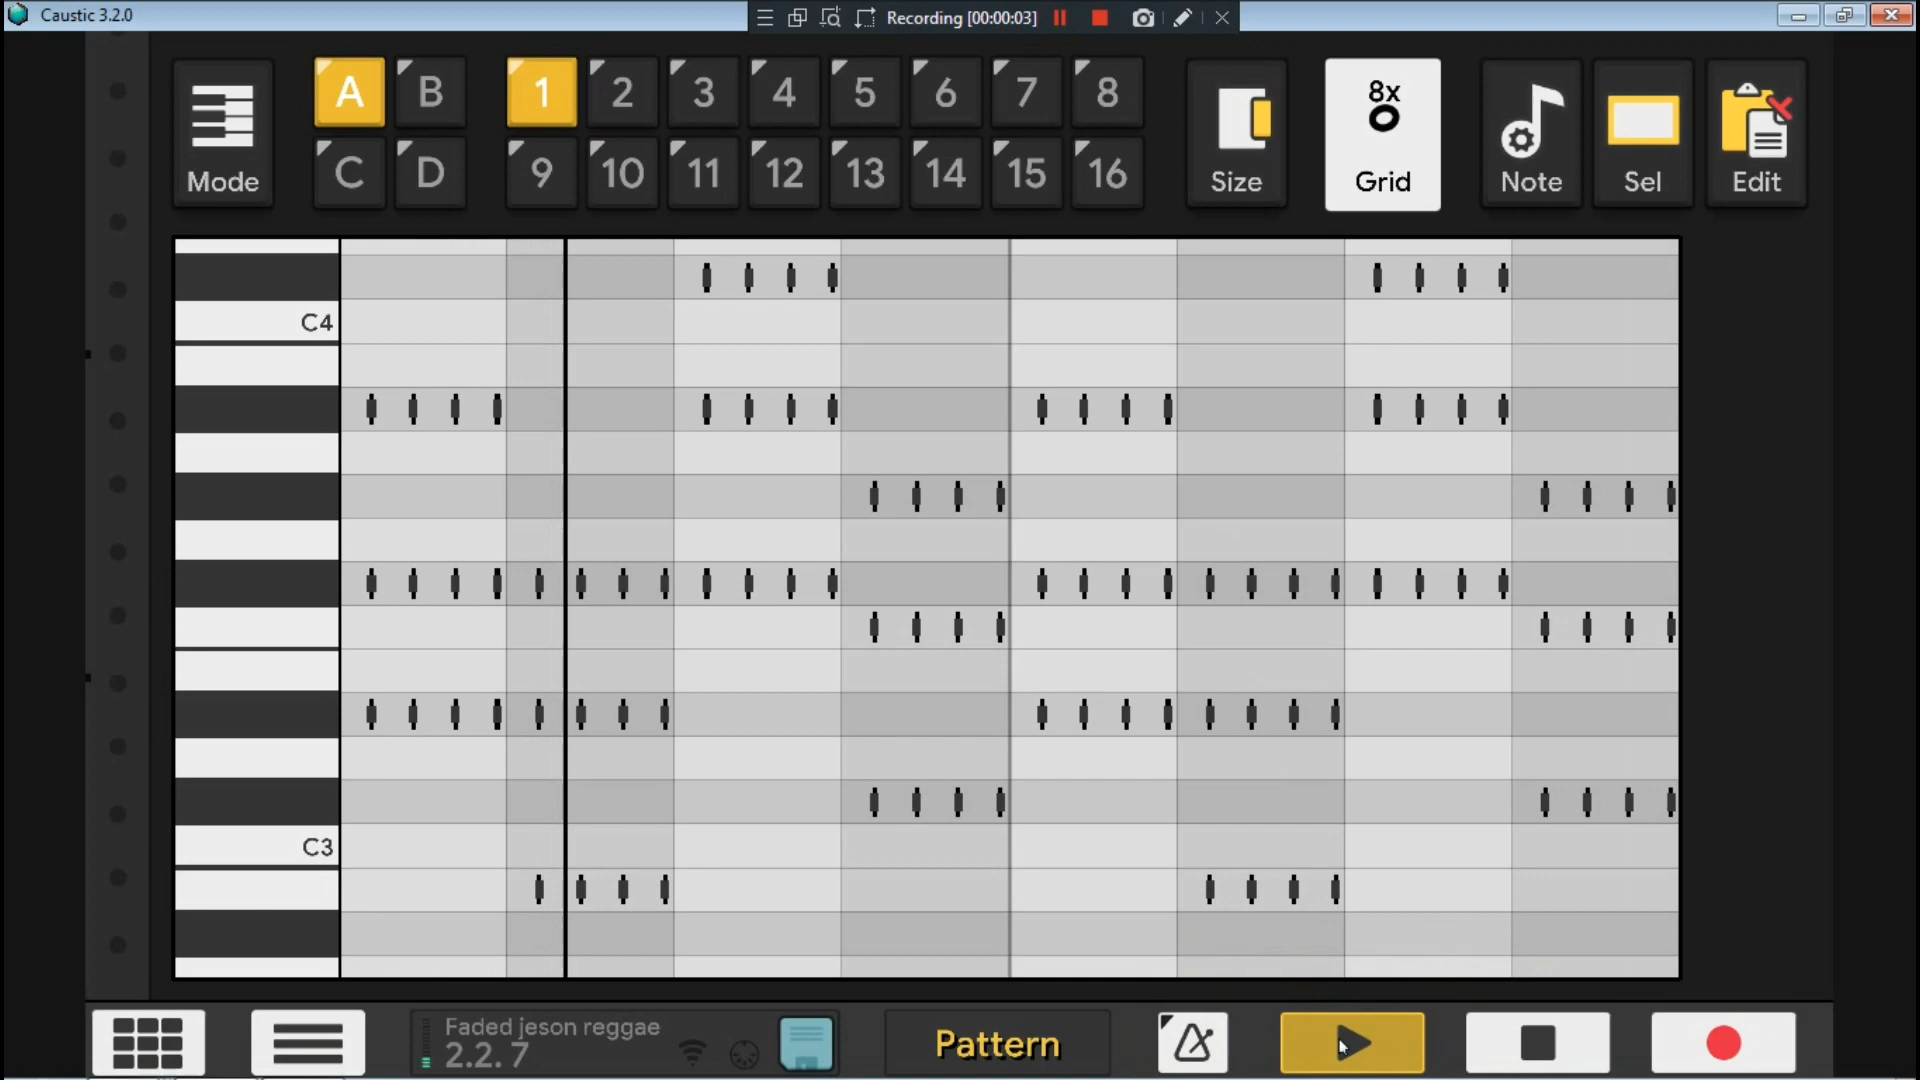 Caustic 3.2.0
Recording [00:00:03]
A B 1 2 3 4 5 6 7 8
C D 9 10 11 12 13 14 15 16
Mode
Size
8x
Grid
Note
Sel
Edit
C4
C3
Faded jeson reggae
2.2. 7
Pattern